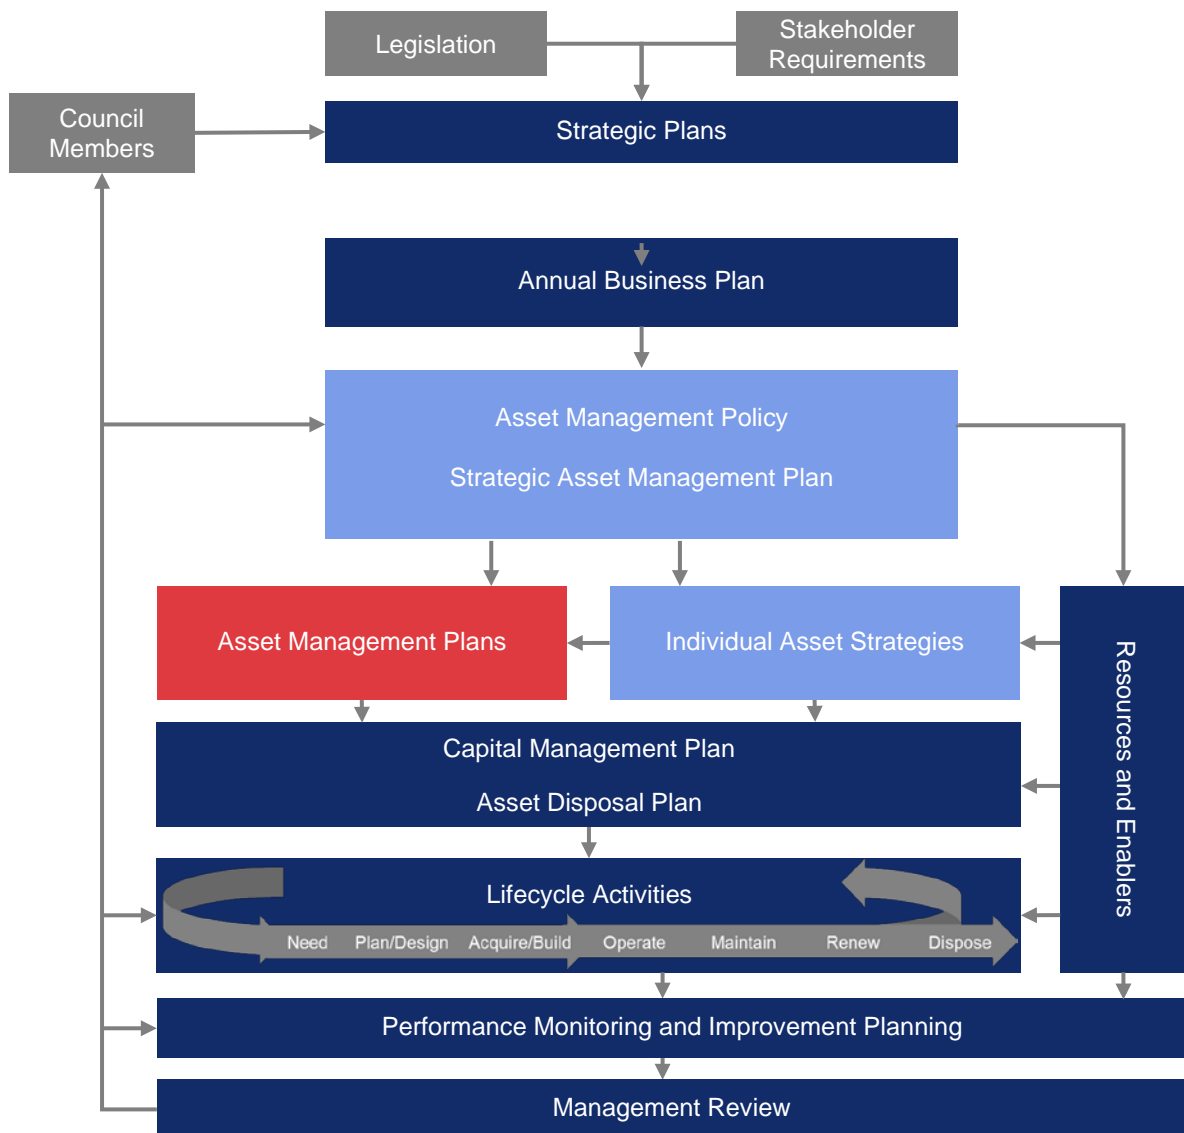 Legislation
Stakeholder
Requirements
Council
Members
Strategic Plans
Annual Business Plan
Asset Management Policy
Strategic Asset Management Plan
Asset Management Plans
Individual Asset Strategies
Resources and Enablers
Capital Management Plan
Asset Disposal Plan
Lifecycle Activities
Need Plan/Design Acquire/Build Operate Maintain Renew Dispose
Performance Monitoring and Improvement Planning
Management Review